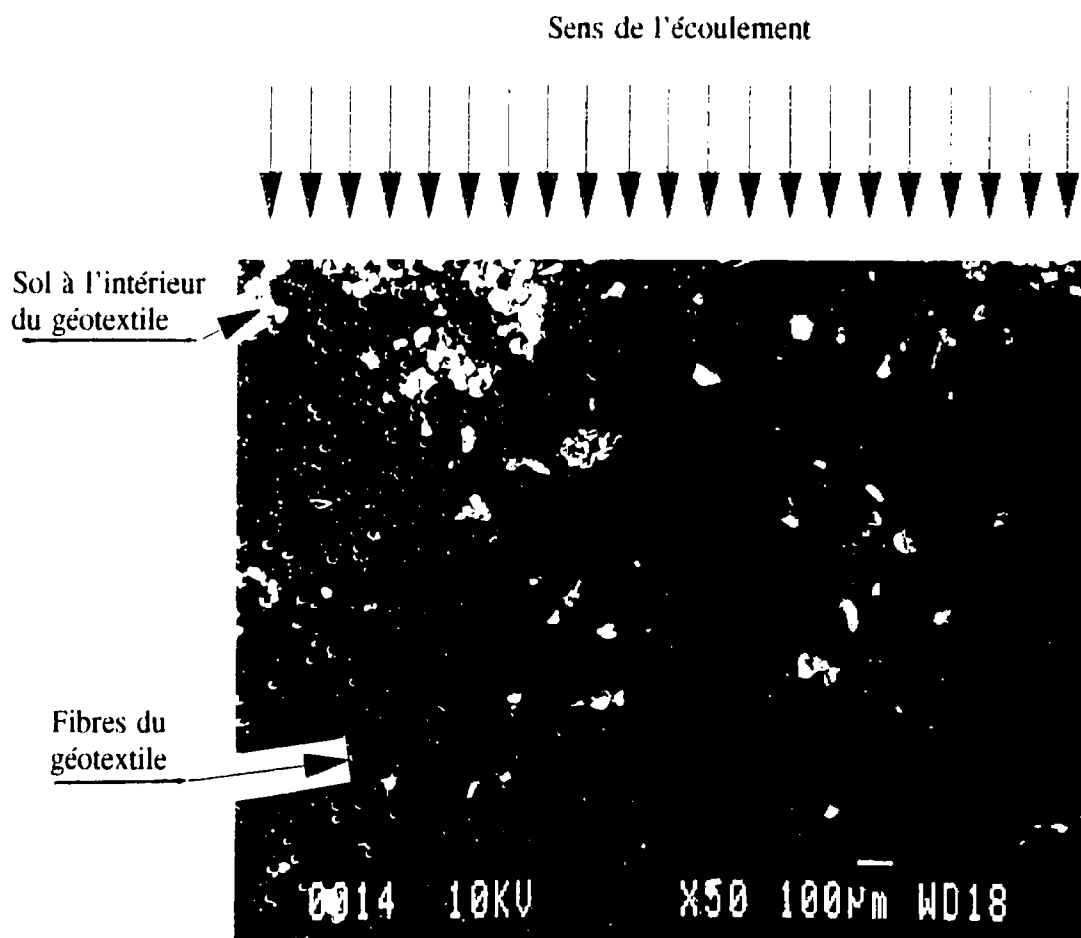 Sens de l'écoulement
Sol à l'intérieur
du géotextile
Fibres du
géotextile
0014 10KV X50 100µm WD18